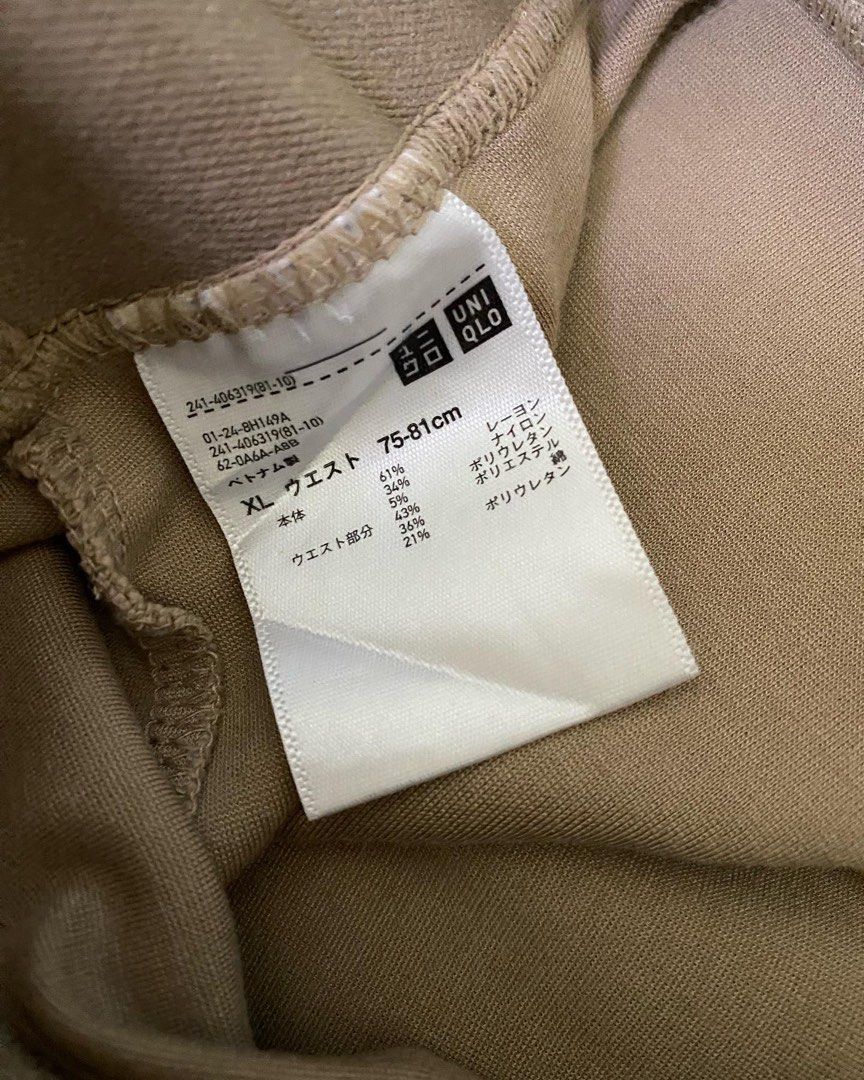 ユニ
クロ
UNI
QLO
241-406319(81-10)
01-24-8H149A
241-406319(81-10)
62-0A6A-A8B
ベトナム製
XL ウエスト 75-81cm
本体 61% レーヨン
34% ナイロン
5% ポリウレタン
ウエスト部分 43% ポリエステル
36% 綿
21% ポリウレタン